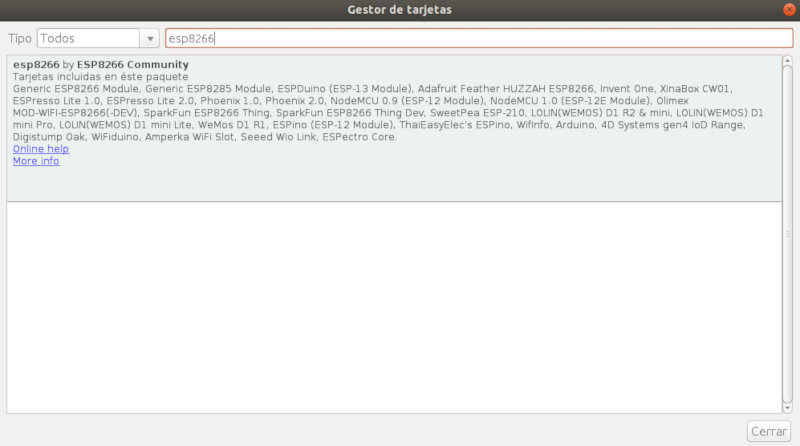 Gestor de tarjetas
Tipo Todos esp8266
esp8266 by ESP8266 Community
Tarjetas incluidas en éste paquete
Generic ESP8266 Module, Generic ESP8285 Module, ESPDuino (ESP-13 Module), Adafruit Feather HUZZAH ESP8266, Invent One, XinaBox CW01,
ESPresso Lite 1.0, ESPresso Lite 2.0, Phoenix 1.0, Phoenix 2.0, NodeMCU 0.9 (ESP-12 Module), NodeMCU 1.0 (ESP-12E Module), Olimex
MOD-WIFI-ESP8266(-DEV), SparkFun ESP8266 Thing, SparkFun ESP8266 Thing Dev, SweetPea ESP-210, LOLIN(WEMOS) D1 R2 & mini, LOLIN(WEMOS) D1
mini Pro, LOLIN(WEMOS) D1 mini Lite, WeMos D1 R1, ESPino (ESP-12 Module), ThaiEasyElec's ESPino, WifInfo, Arduino, 4D Systems gen4 IoD Range,
Digistump Oak, WiFiduino, Amperka WiFi Slot, Seeed Wio Link, ESPectro Core.
Online help
More info
Cerrar